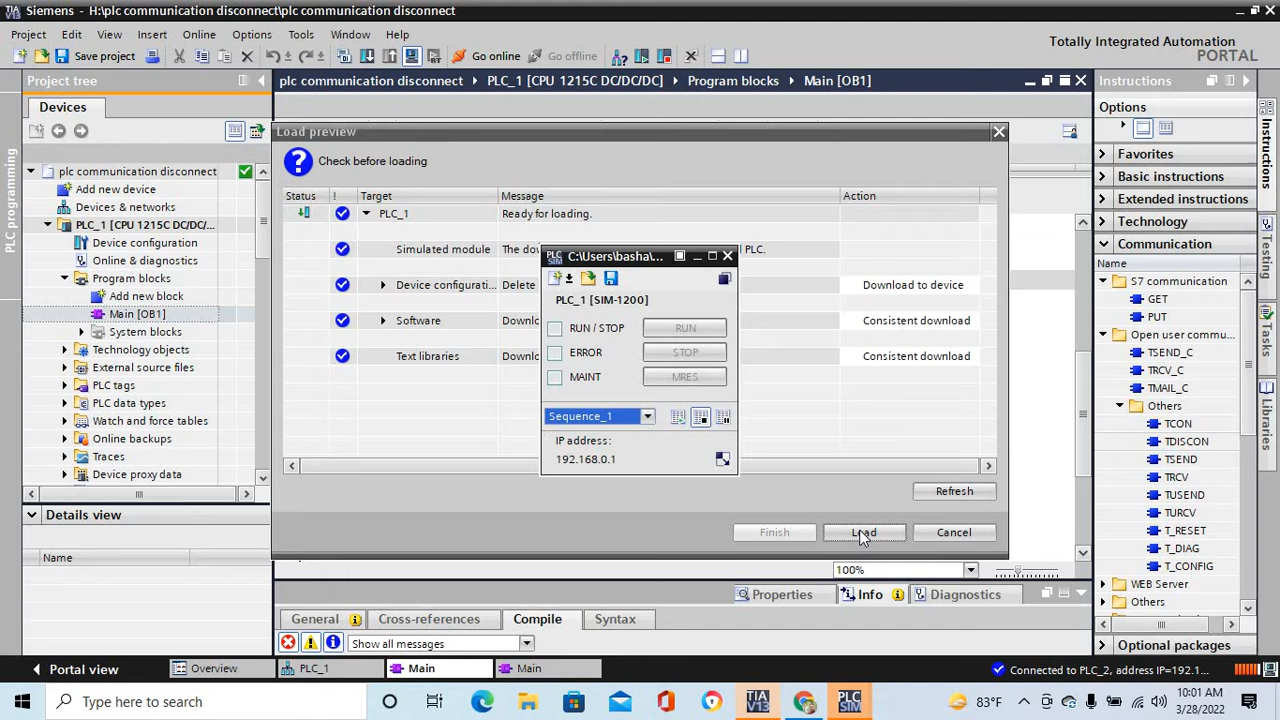 Siemens - H:\plc communication disconnect\plc communication disconnect
Project Edit View Insert Online Options Tools Window Help
Totally Integrated Automation
PORTAL
Save project Go online Go offline
Project tree
plc communication disconnect PLC_1 [CPU 1215C DC/DC/DC] Program blocks Main [OB1]
Instructions
Devices
Options
Load preview
Check before loading
Status ! Target Message Action
PLC_1 Ready for loading.
Simulated module The do l PLC.
Device configurati... Delete Download to device
Software Downlo Consistent download
Text libraries Downlo Consistent download
Refresh
Finish Load Cancel
PLC SIM C:\Users\basha\...
PLC_1 [SIM-1200]
RUN / STOP RUN
ERROR STOP
MAINT MRES
Sequence_1
IP address:
192.168.0.1
PLC programming
plc communication disconnect
Add new device
Devices & networks
PLC_1 [CPU 1215C DC/DC/...
Device configuration
Online & diagnostics
Program blocks
Add new block
Main [OB1]
System blocks
Technology objects
External source files
PLC tags
PLC data types
Watch and force tables
Online backups
Traces
Device proxy data
Details view
Name
Favorites
Basic instructions
Extended instructions
Technology
Communication
Name
S7 communication
GET
PUT
Open user commu...
TSEND_C
TRCV_C
TMAIL_C
Others
TCON
TDISCON
TSEND
TRCV
TUSEND
TURCV
T_RESET
T_DIAG
T_CONFIG
WEB Server
Others
Optional packages
Instructions
Tasks
Libraries
100%
Properties Info Diagnostics
General Cross-references Compile Syntax
Show all messages
Portal view Overview PLC_1 Main Main Connected to PLC_2, address IP=192.1...
Type here to search
TIA V13
PLC SIM
83°F
10:01 AM
3/28/2022